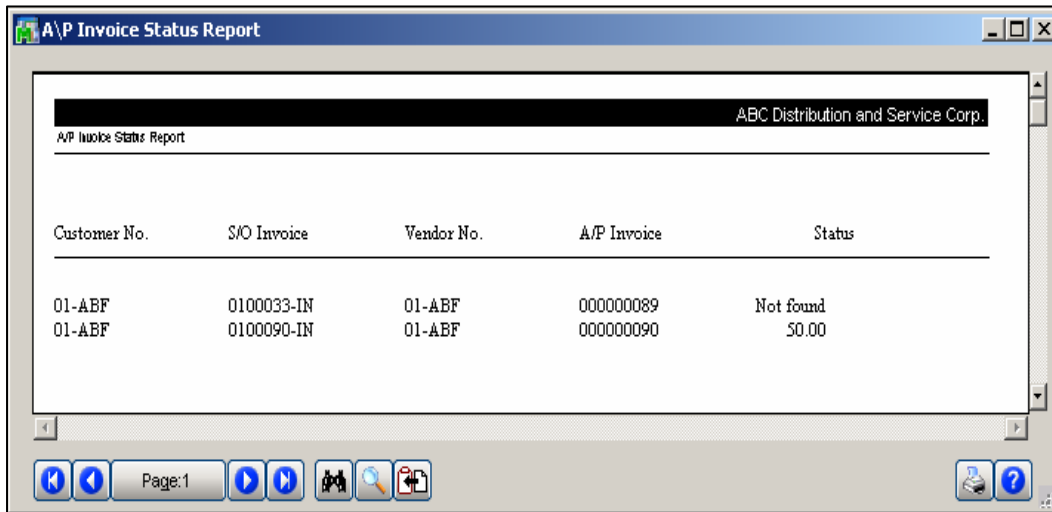 A\P Invoice Status Report
ABC Distribution and Service Corp.
A/P Invoice Status Report
Customer No. S/O Invoice Vendor No. A/P Invoice Status
01-ABF 0100033-IN 01-ABF 000000089 Not found
01-ABF 0100090-IN 01-ABF 000000090 50.00
Page:1